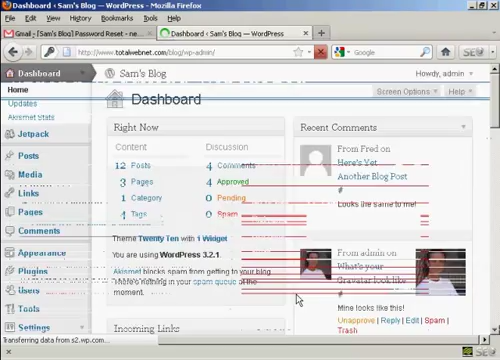 Dashboard ‹ Sam's Blog — WordPress - Mozilla Firefox
File Edit View History Bookmarks Tools Help
Gmail - [Sam's Blog] Password Reset - ne...
Dashboard ‹ Sam's Blog — WordPress
http://www.totalwebnet.com/blog/wp-admin/
Google
Dashboard
Sam's Blog
Howdy, admin
Home
Updates
Akismet Stats
Jetpack
Posts
Media
Links
Pages
Comments
Appearance
Plugins
Users
Tools
Settings
Dashboard
Screen Options
Help
Right Now
Content
Discussion
12 Posts
4 Comments
3 Pages
4 Approved
1 Category
0 Pending
4 Tags
0 Spam
Theme Twenty Ten with 1 Widget
You are using WordPress 3.2.1.
Akismet blocks spam from getting to your blog.
There's nothing in your spam queue at the
moment.
Incoming Links
Recent Comments
From Fred on
Here's Yet
Another Blog Post
#
Looks the same to me!
From admin on
What's your
Gravatar look like
#
Mine looks like this!
Unapprove | Reply | Edit | Spam |
Trash
Transferring data from s2.wp.com...